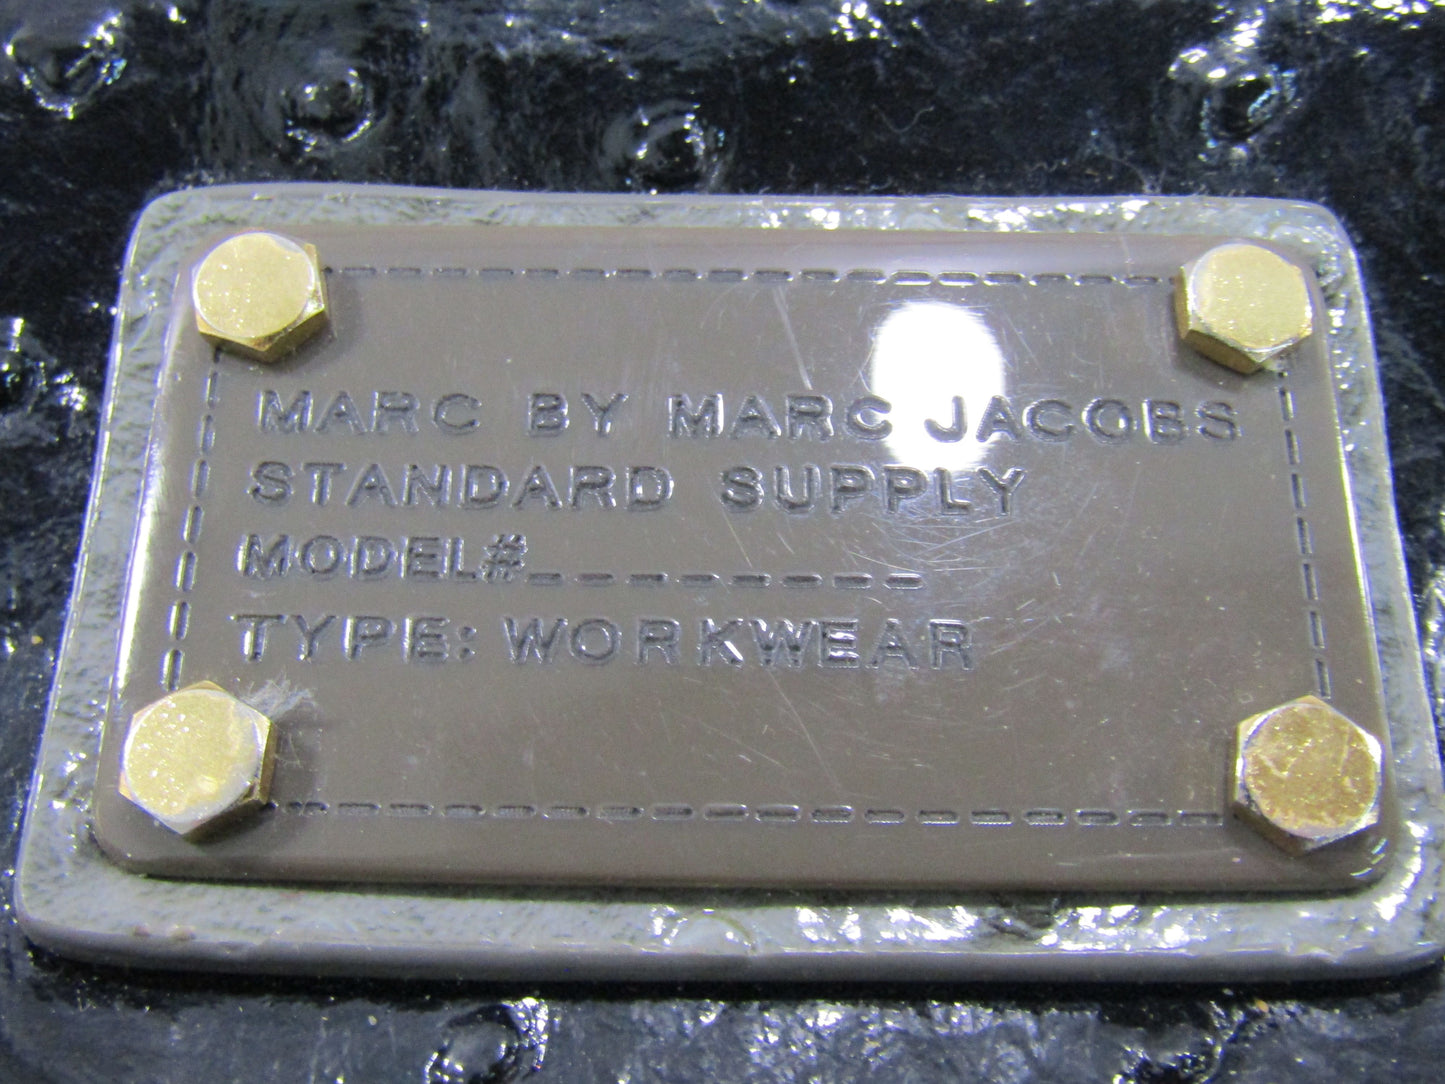 MARC BY MARC JACOBS
STANDARD SUPPLY
MODEL#_________
TYPE: WORKWEAR